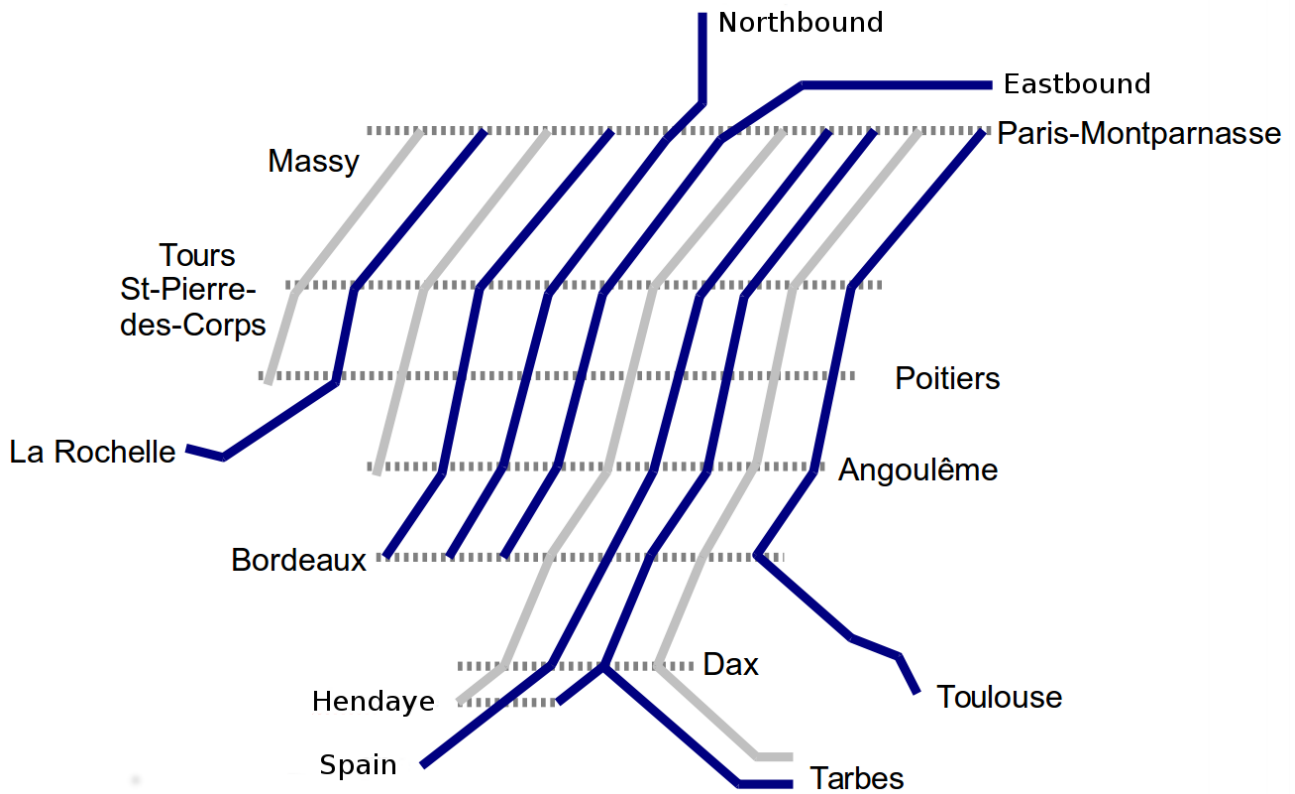 Northbound
Eastbound
Paris-Montparnasse
Massy
Tours
St-Pierre-
des-Corps
Poitiers
La Rochelle
Angoulême
Bordeaux
Dax
Hendaye
Toulouse
Spain
Tarbes